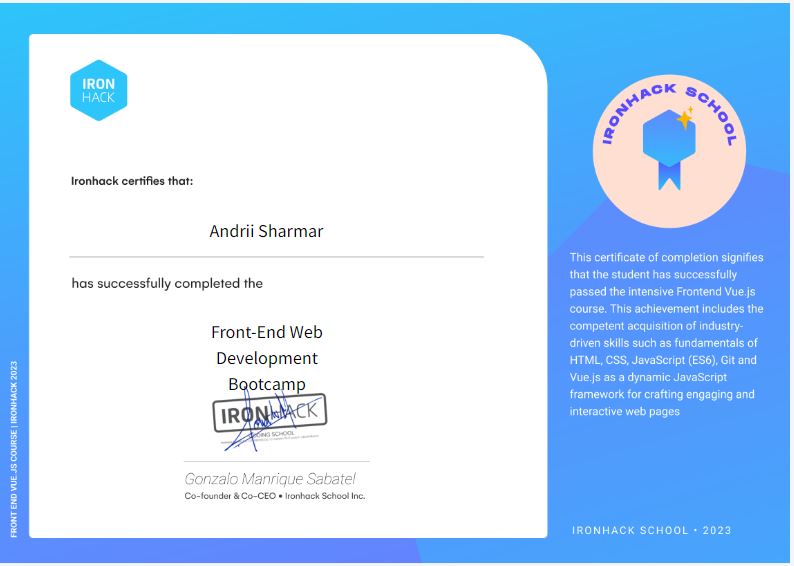 IRON
HACK
Ironhack certifies that:
Andrii Sharmar
has successfully completed the
Front-End Web
Development
Bootcamp
IRONHACK
CODING SCHOOL
Gonzalo Manrique Sabatel
Co-founder & Co-CEO • Ironhack School Inc.
FRONT END VUE.JS COURSE | IRONHACK 2023
IRONHACK SCHOOL
This certificate of completion signifies
that the student has successfully
passed the intensive Frontend Vue.js
course. This achievement includes the
competent acquisition of industry-
driven skills such as fundamentals of
HTML, CSS, JavaScript (ES6), Git and
Vue.js as a dynamic JavaScript
framework for crafting engaging and
interactive web pages
IRONHACK SCHOOL • 2023